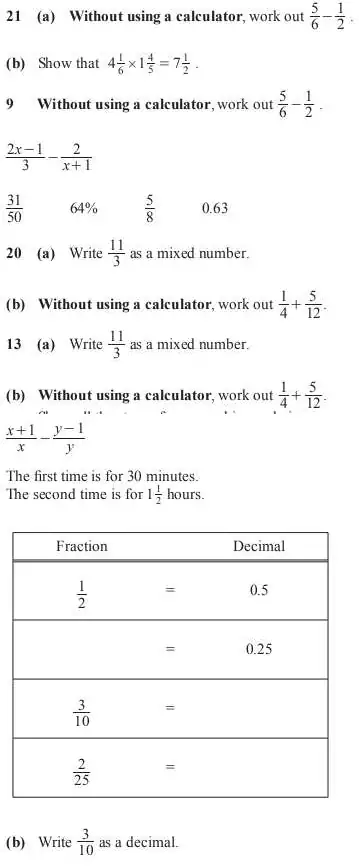 21 (a) Without using a calculator, work out 5/6 − 1/2 .
(b) Show that 4 1/6 × 1 4/5 = 7 1/2 .
9 Without using a calculator, work out 5/6 − 1/2 .
(2x − 1)/3 − 2/(x + 1)
31/50 64% 5/8 0.63
20 (a) Write 11/3 as a mixed number.
(b) Without using a calculator, work out 1/4 + 5/12.
13 (a) Write 11/3 as a mixed number.
(b) Without using a calculator, work out 1/4 + 5/12.
(x + 1)/x − (y − 1)/y
The first time is for 30 minutes.
The second time is for 1 1/2 hours.
Fraction Decimal
1/2 = 0.5
= 0.25
3/10 =
2/25 =
(b) Write 3/10 as a decimal.